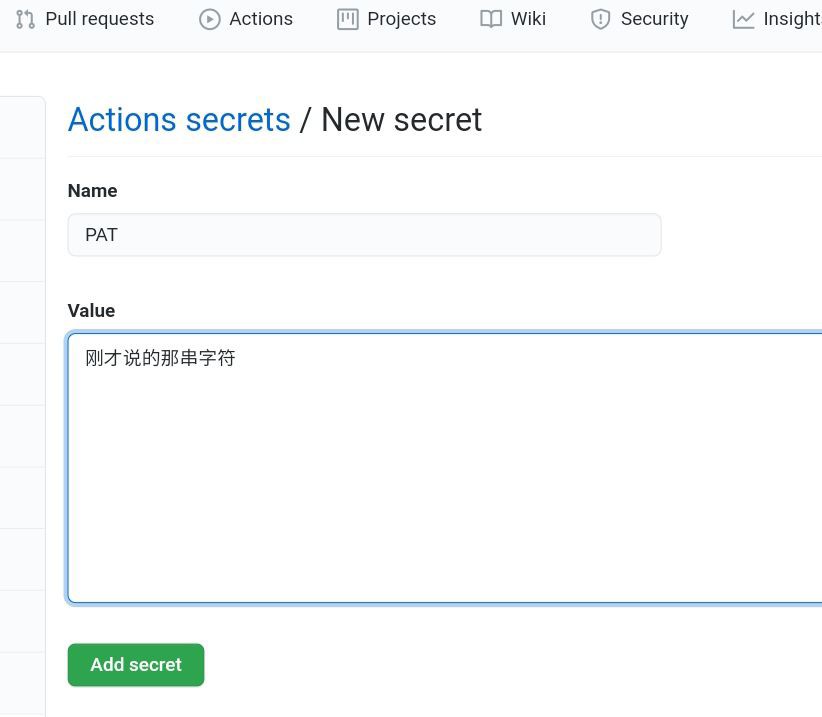 Pull requests Actions Projects Wiki Security Insight
Actions secrets / New secret
Name
PAT
Value
刚才说的那串字符
Add secret